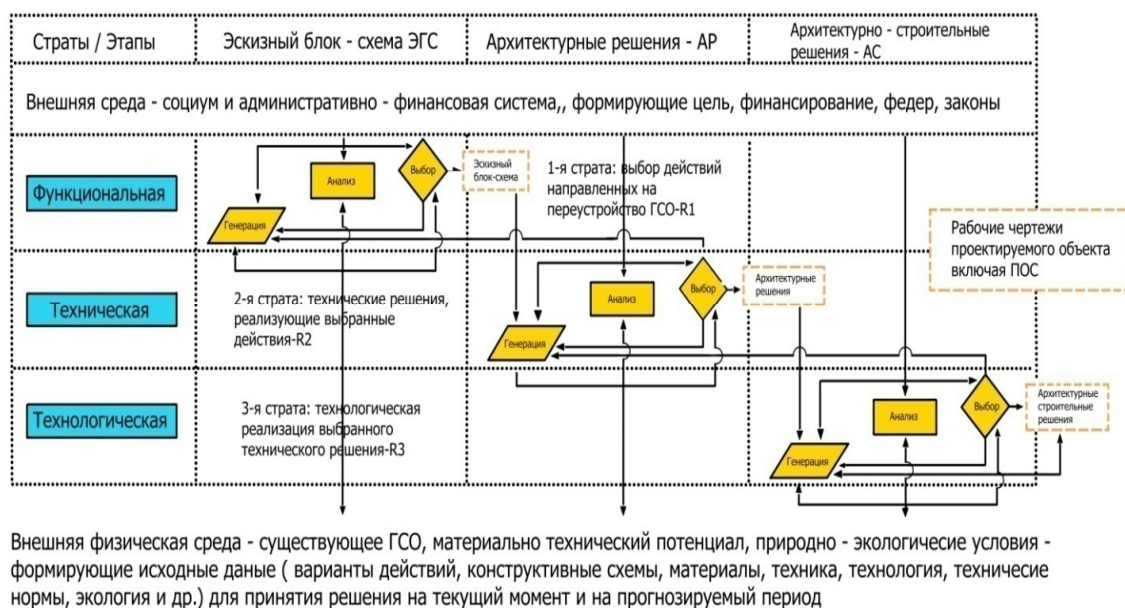 Страты / Этапы
Эскизный блок - схема ЭГС
Архитектурные решения - АР
Архитектурно - строительные
решения - АС
Внешняя среда - социум и административно - финансовая система,, формирующие цель, финансирование, федер, законы
Функциональная
Анализ
Выбор
Генерация
Эскизный
блок-схема
1-я страта: выбор действий
направленных на
переустройство ГСО-R1
Рабочие чертежи
проектируемого объекта
включая ПОС
Техническая
2-я страта: технические решения,
реализующие выбранные
действия-R2
Анализ
Выбор
Генерация
Архитектурные
решения
Технологическая
3-я страта: технологическая
реализация выбранного
технического решения-R3
Анализ
Выбор
Генерация
Архитектурные
строительные
решения
Внешняя физическая среда - существующее ГСО, материально технический потенциал, природно - экологичесие условия -
формирующие исходные даные ( варианты действий, конструктивные схемы, материалы, техника, технология, техничесие
нормы, экология и др.) для принятия решения на текущий момент и на прогнозируемый период